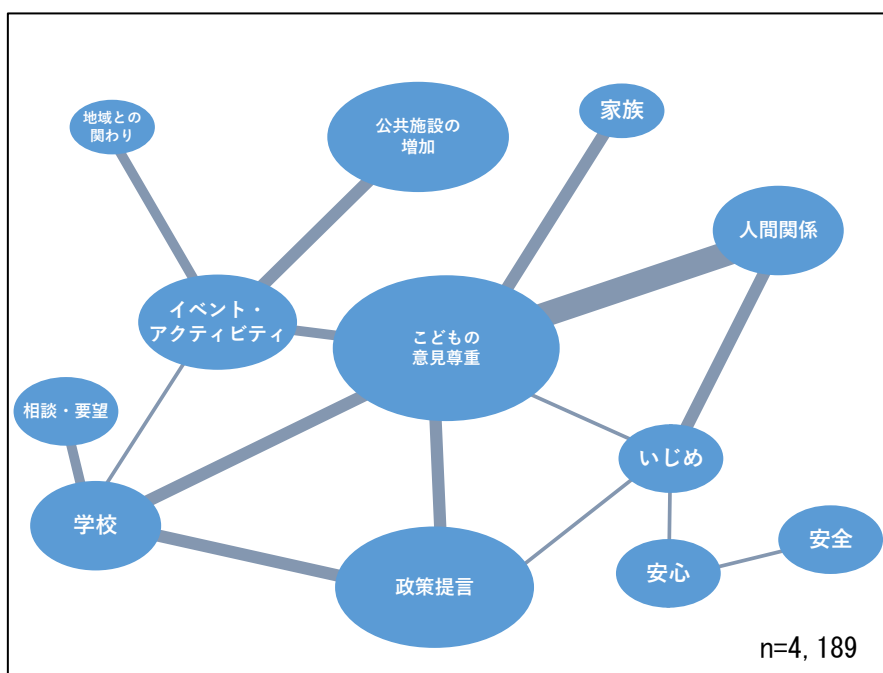 家族
地域との
関わり
公共施設の
増加
人間関係
イベント・
アクティビティ
こどもの
意見尊重
相談・要望
いじめ
学校
安全
安心
政策提言
n=4,189